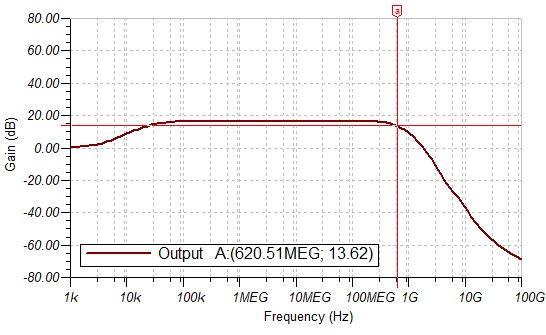 a
80.00
60.00
40.00
20.00
0.00
-20.00
-40.00
-60.00
-80.00
Gain (dB)
Output A:(620.51MEG; 13.62)
1k 10k 100k 1MEG 10MEG 100MEG 1G 10G 100G
Frequency (Hz)